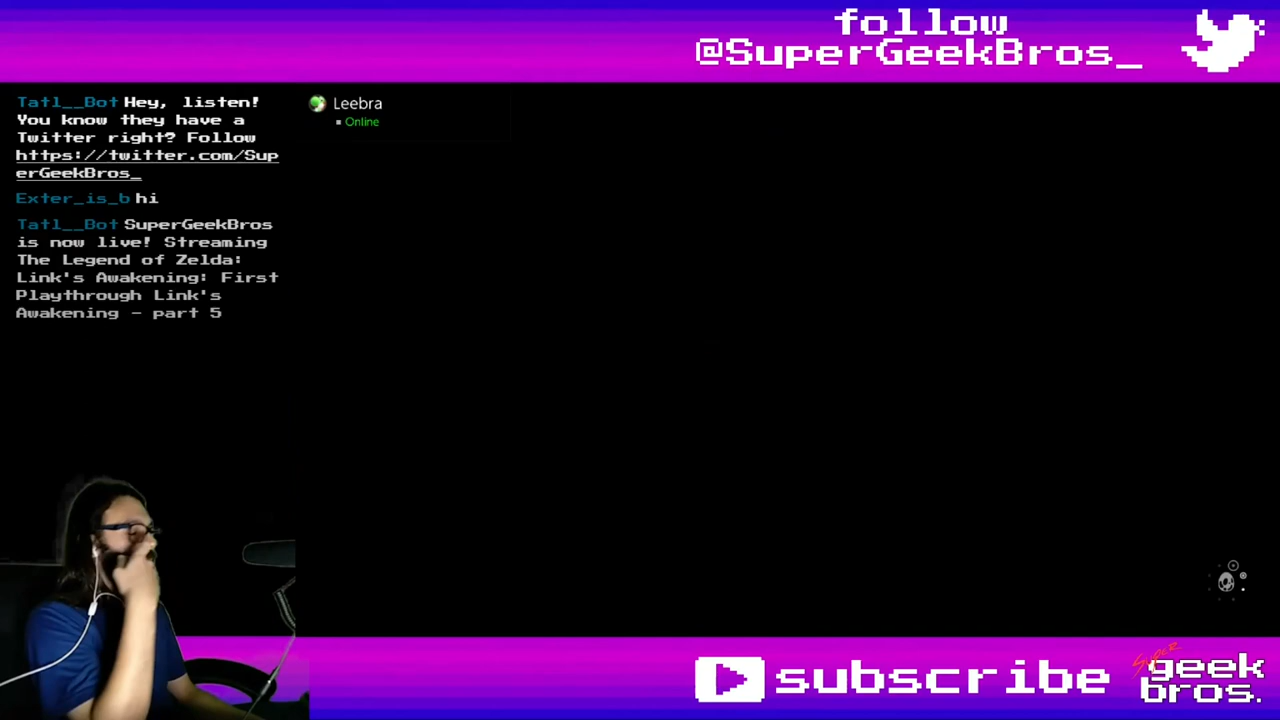 follow
@SuperGeekBros_
Tatl__Bot Hey, listen!
You know they have a
Twitter right? Follow
https://twitter.com/Sup
erGeekBros_
Exter_is_b hi
Tatl__Bot SuperGeekBros
is now live! Streaming
The Legend of Zelda:
Link's Awakening: First
Playthrough Link's
Awakening - part 5
Leebra
Online
subscribe
SUPER
geek
bros.